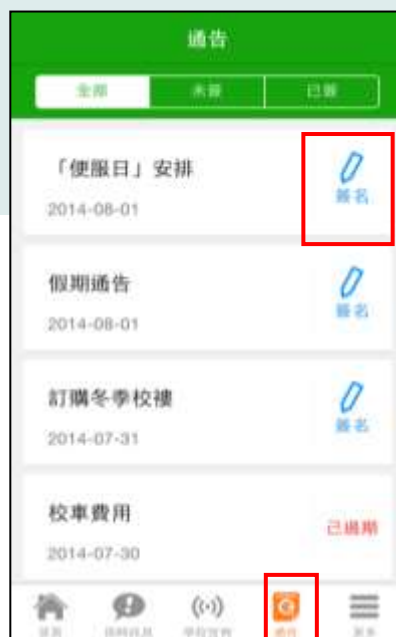 通告
全部 未簽 已簽
「便服日」安排
簽名
2014-08-01
假期通告
簽名
2014-08-01
訂購冬季校褸
簽名
2014-07-31
校車費用
已過期
2014-07-30
通告